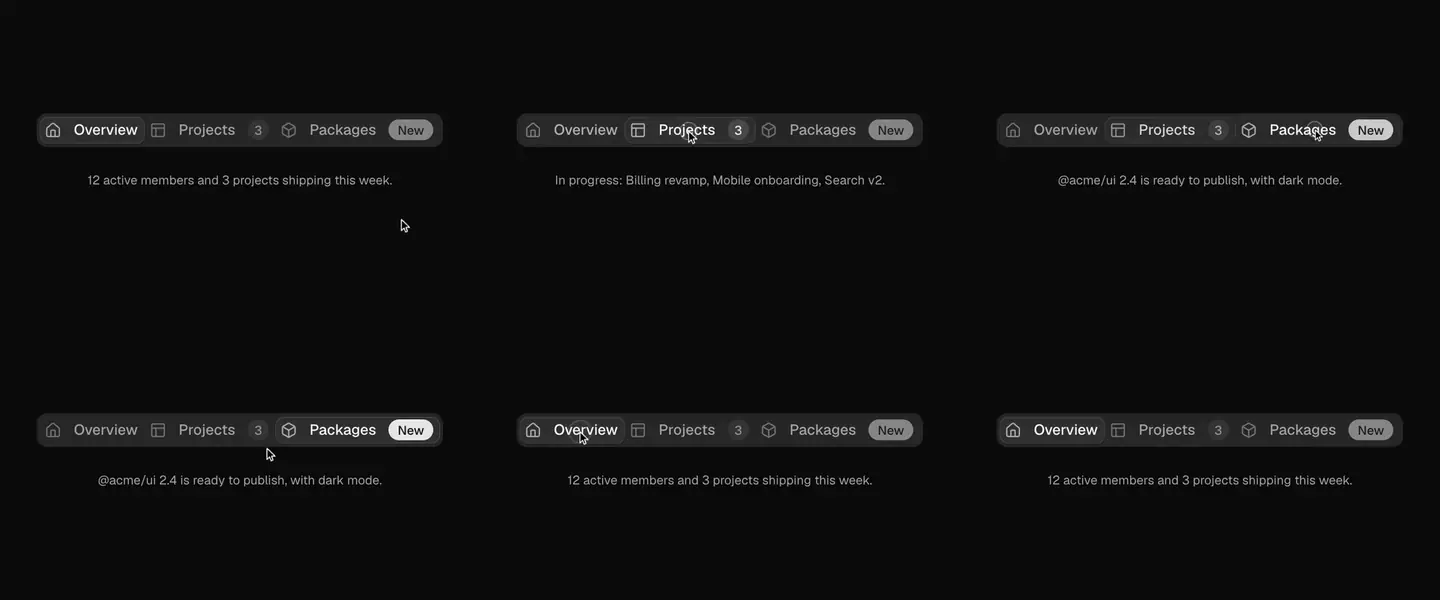 Overview Projects 3 Packages New
12 active members and 3 projects shipping this week.
Overview Projects 3 Packages New
In progress: Billing revamp, Mobile onboarding, Search v2.
Overview Projects 3 Packages New
@acme/ui 2.4 is ready to publish, with dark mode.
Overview Projects 3 Packages New
@acme/ui 2.4 is ready to publish, with dark mode.
Overview Projects 3 Packages New
12 active members and 3 projects shipping this week.
Overview Projects 3 Packages New
12 active members and 3 projects shipping this week.